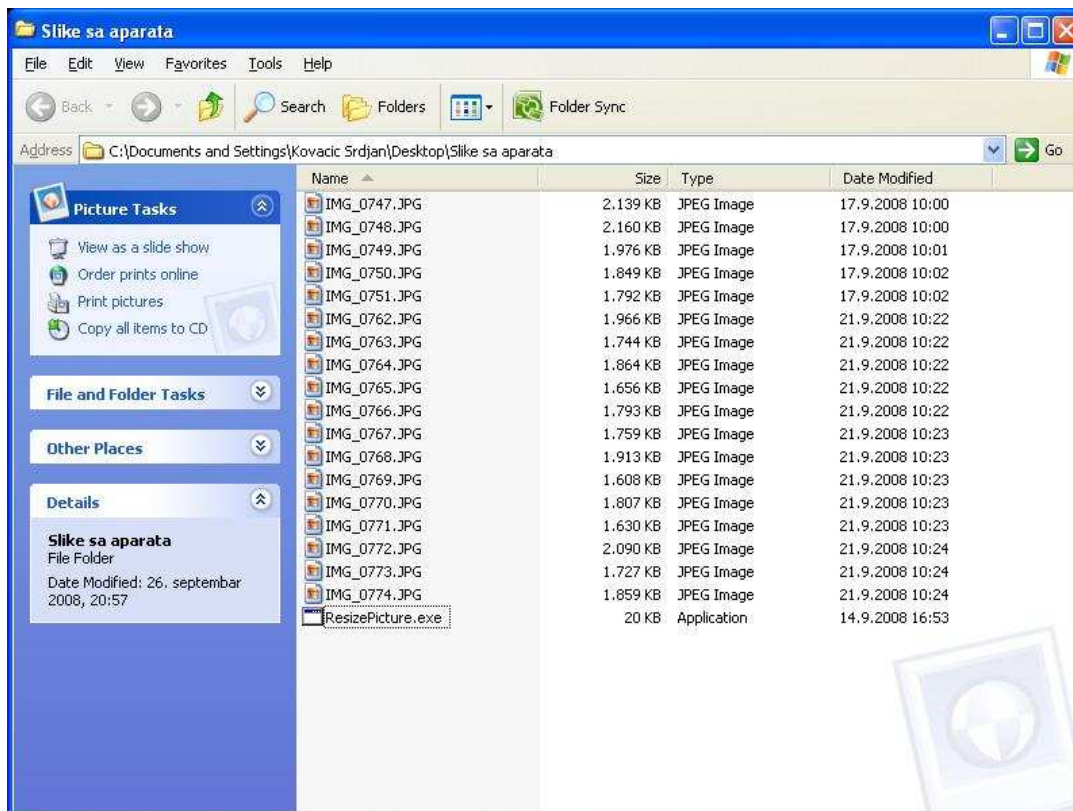 Slike sa aparata
File Edit View Favorites Tools Help
Back Search Folders Folder Sync
Address C:\Documents and Settings\Kovacic Srdjan\Desktop\Slike sa aparata Go
Picture Tasks
View as a slide show
Order prints online
Print pictures
Copy all items to CD
File and Folder Tasks
Other Places
Details
Slike sa aparata
File Folder
Date Modified: 26. septembar
2008, 20:57
Name Size Type Date Modified
IMG_0747.JPG 2.139 KB JPEG Image 17.9.2008 10:00
IMG_0748.JPG 2.160 KB JPEG Image 17.9.2008 10:00
IMG_0749.JPG 1.976 KB JPEG Image 17.9.2008 10:01
IMG_0750.JPG 1.849 KB JPEG Image 17.9.2008 10:02
IMG_0751.JPG 1.792 KB JPEG Image 17.9.2008 10:02
IMG_0762.JPG 1.966 KB JPEG Image 21.9.2008 10:22
IMG_0763.JPG 1.744 KB JPEG Image 21.9.2008 10:22
IMG_0764.JPG 1.864 KB JPEG Image 21.9.2008 10:22
IMG_0765.JPG 1.656 KB JPEG Image 21.9.2008 10:22
IMG_0766.JPG 1.793 KB JPEG Image 21.9.2008 10:22
IMG_0767.JPG 1.759 KB JPEG Image 21.9.2008 10:23
IMG_0768.JPG 1.913 KB JPEG Image 21.9.2008 10:23
IMG_0769.JPG 1.608 KB JPEG Image 21.9.2008 10:23
IMG_0770.JPG 1.807 KB JPEG Image 21.9.2008 10:23
IMG_0771.JPG 1.630 KB JPEG Image 21.9.2008 10:23
IMG_0772.JPG 2.090 KB JPEG Image 21.9.2008 10:24
IMG_0773.JPG 1.727 KB JPEG Image 21.9.2008 10:24
IMG_0774.JPG 1.859 KB JPEG Image 21.9.2008 10:24
ResizePicture.exe 20 KB Application 14.9.2008 16:53